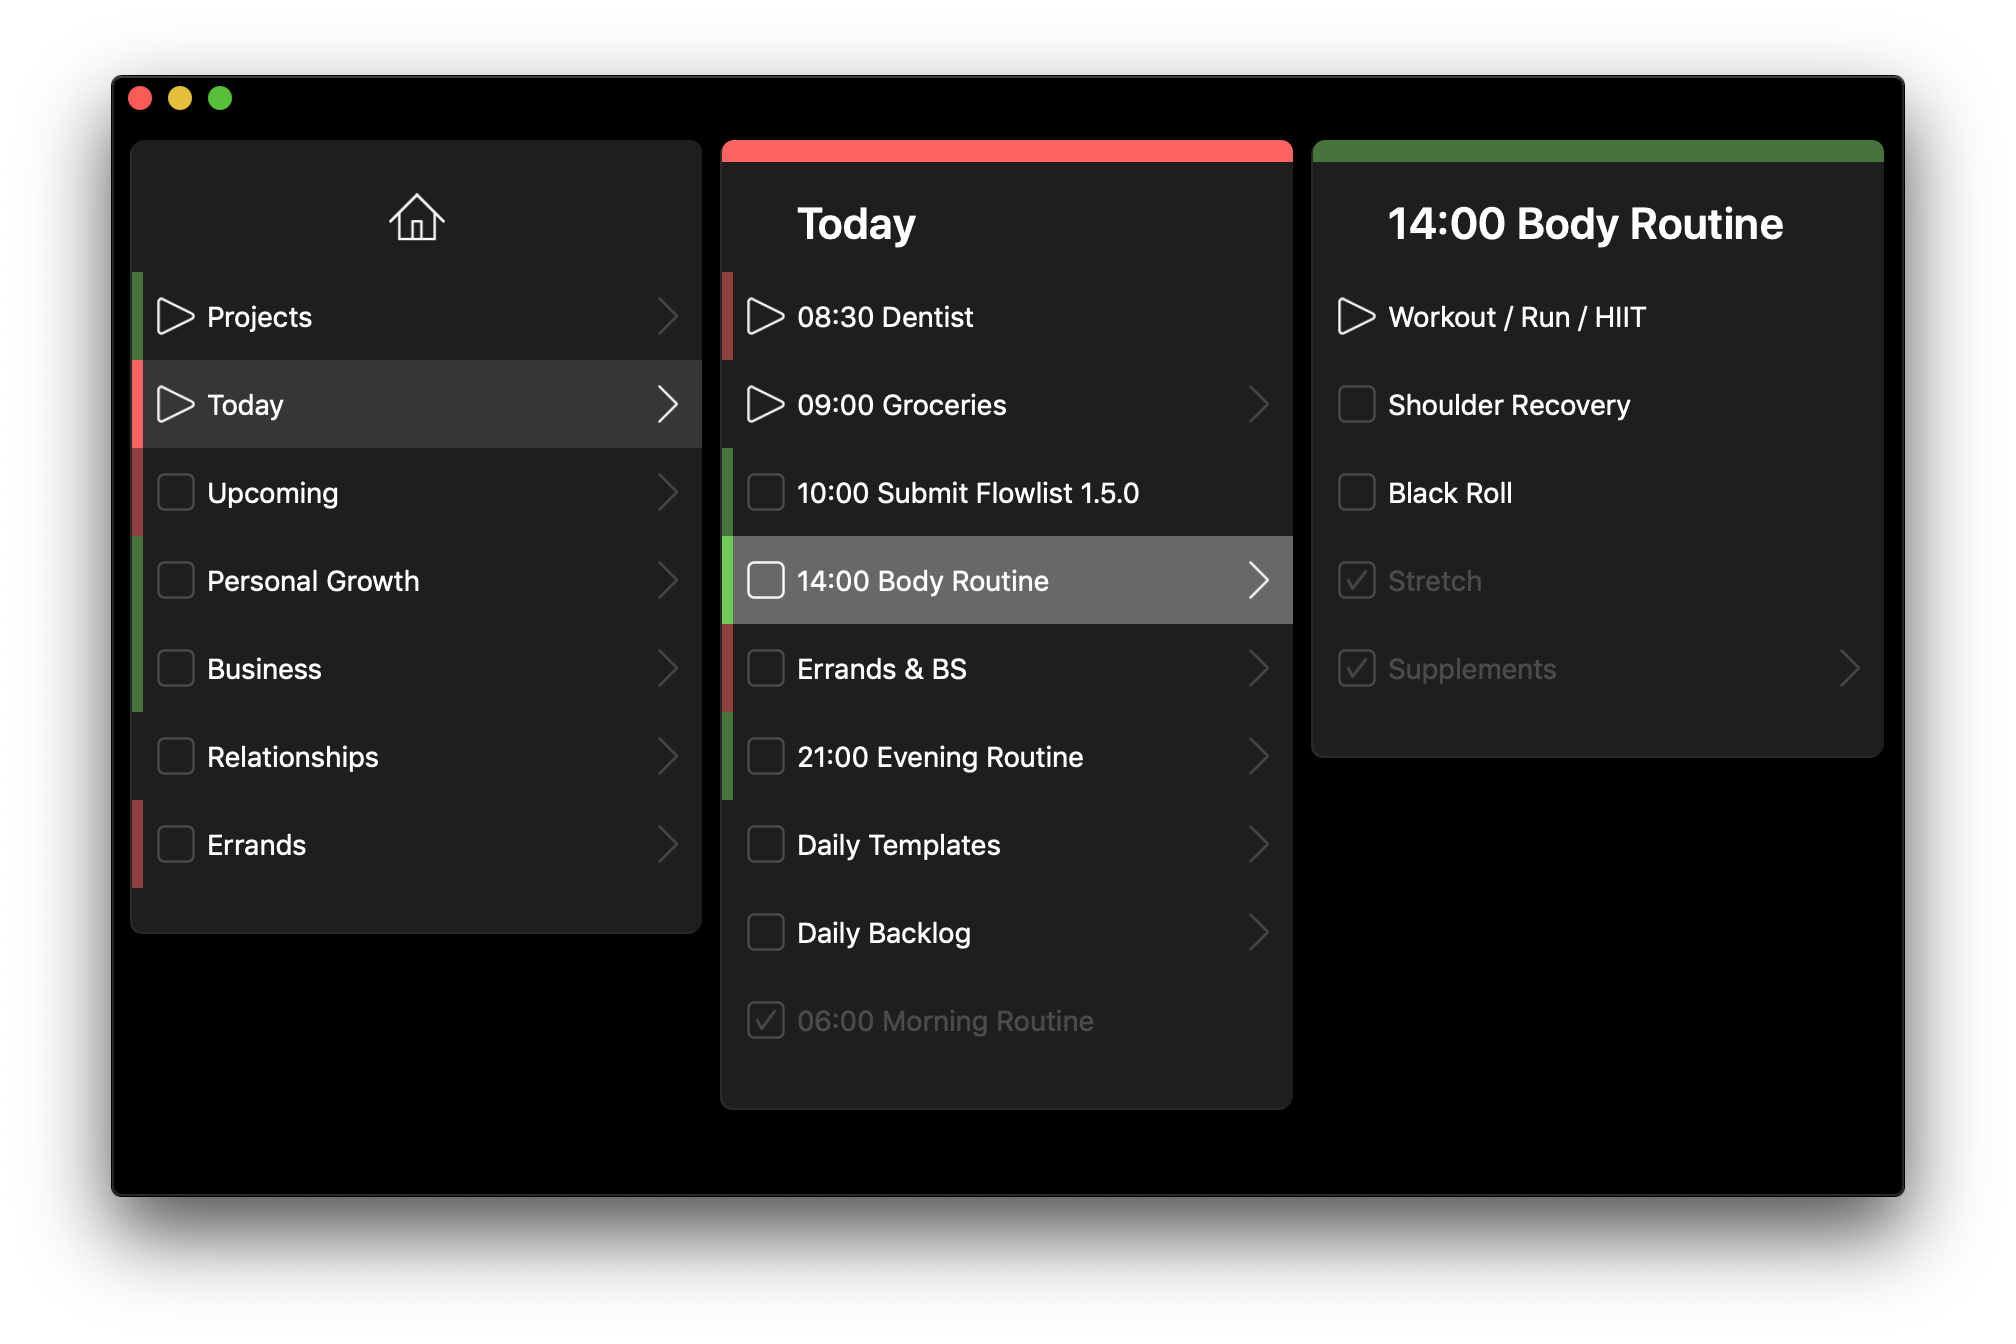 Projects
Today
Upcoming
Personal Growth
Business
Relationships
Errands
Today
08:30 Dentist
09:00 Groceries
10:00 Submit Flowlist 1.5.0
14:00 Body Routine
Errands & BS
21:00 Evening Routine
Daily Templates
Daily Backlog
06:00 Morning Routine
14:00 Body Routine
Workout / Run / HIIT
Shoulder Recovery
Black Roll
Stretch
Supplements